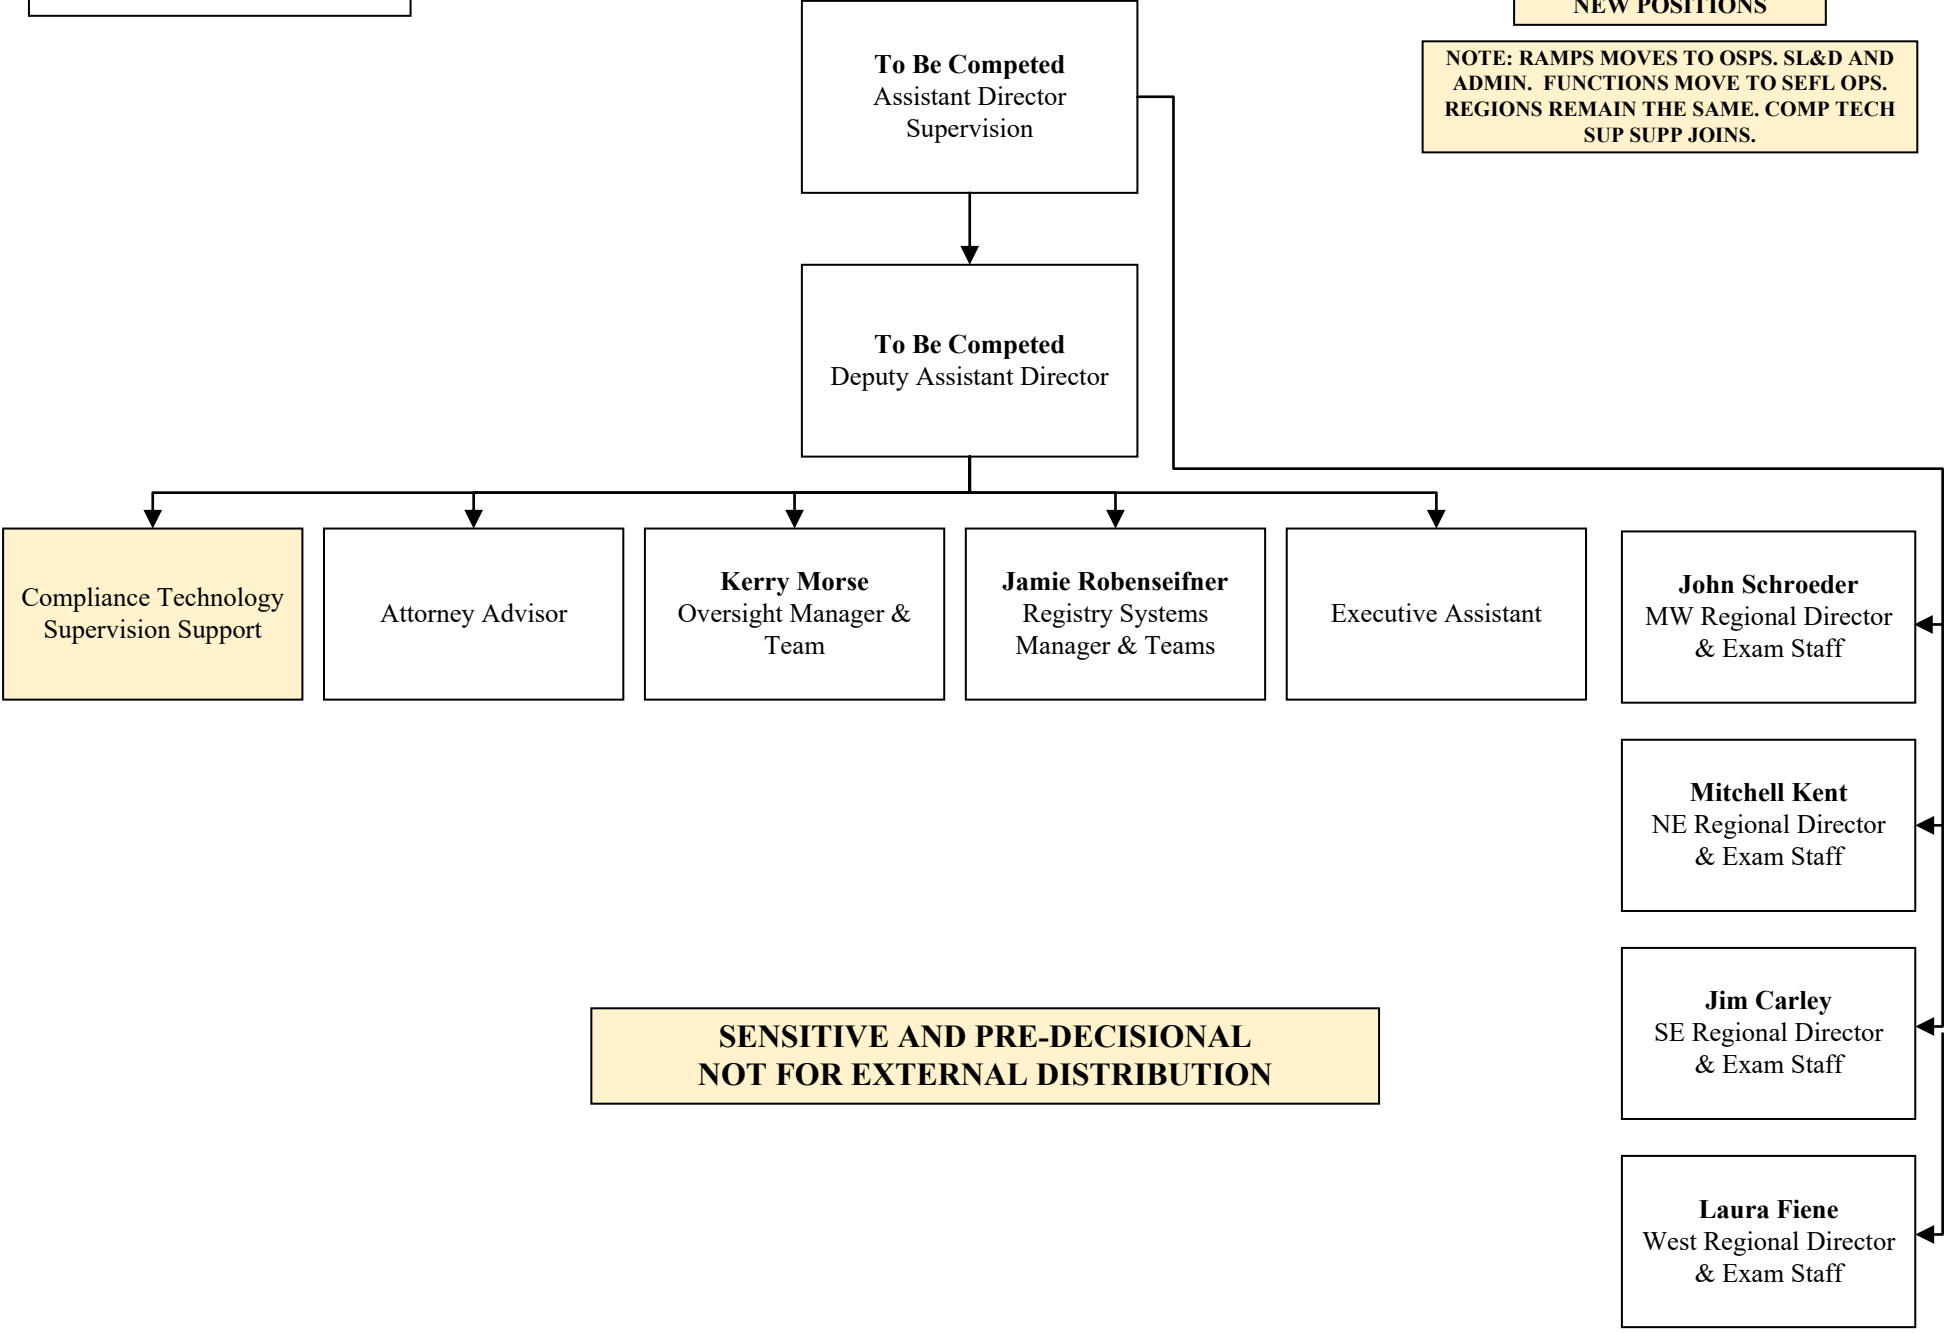 NEW POSITIONS
NOTE: RAMPS MOVES TO OSPS. SL&D AND
ADMIN.  FUNCTIONS MOVE TO SEFL OPS.
REGIONS REMAIN THE SAME. COMP TECH
SUP SUPP JOINS.
To Be Competed
Assistant Director
Supervision
To Be Competed
Deputy Assistant Director
Compliance Technology
Supervision Support
Attorney Advisor
Kerry Morse
Oversight Manager &
Team
Jamie Robenseifner
Registry Systems
Manager & Teams
Executive Assistant
John Schroeder
MW Regional Director
& Exam Staff
Mitchell Kent
NE Regional Director
& Exam Staff
Jim Carley
SE Regional Director
& Exam Staff
Laura Fiene
West Regional Director
& Exam Staff
SENSITIVE AND PRE-DECISIONAL
NOT FOR EXTERNAL DISTRIBUTION